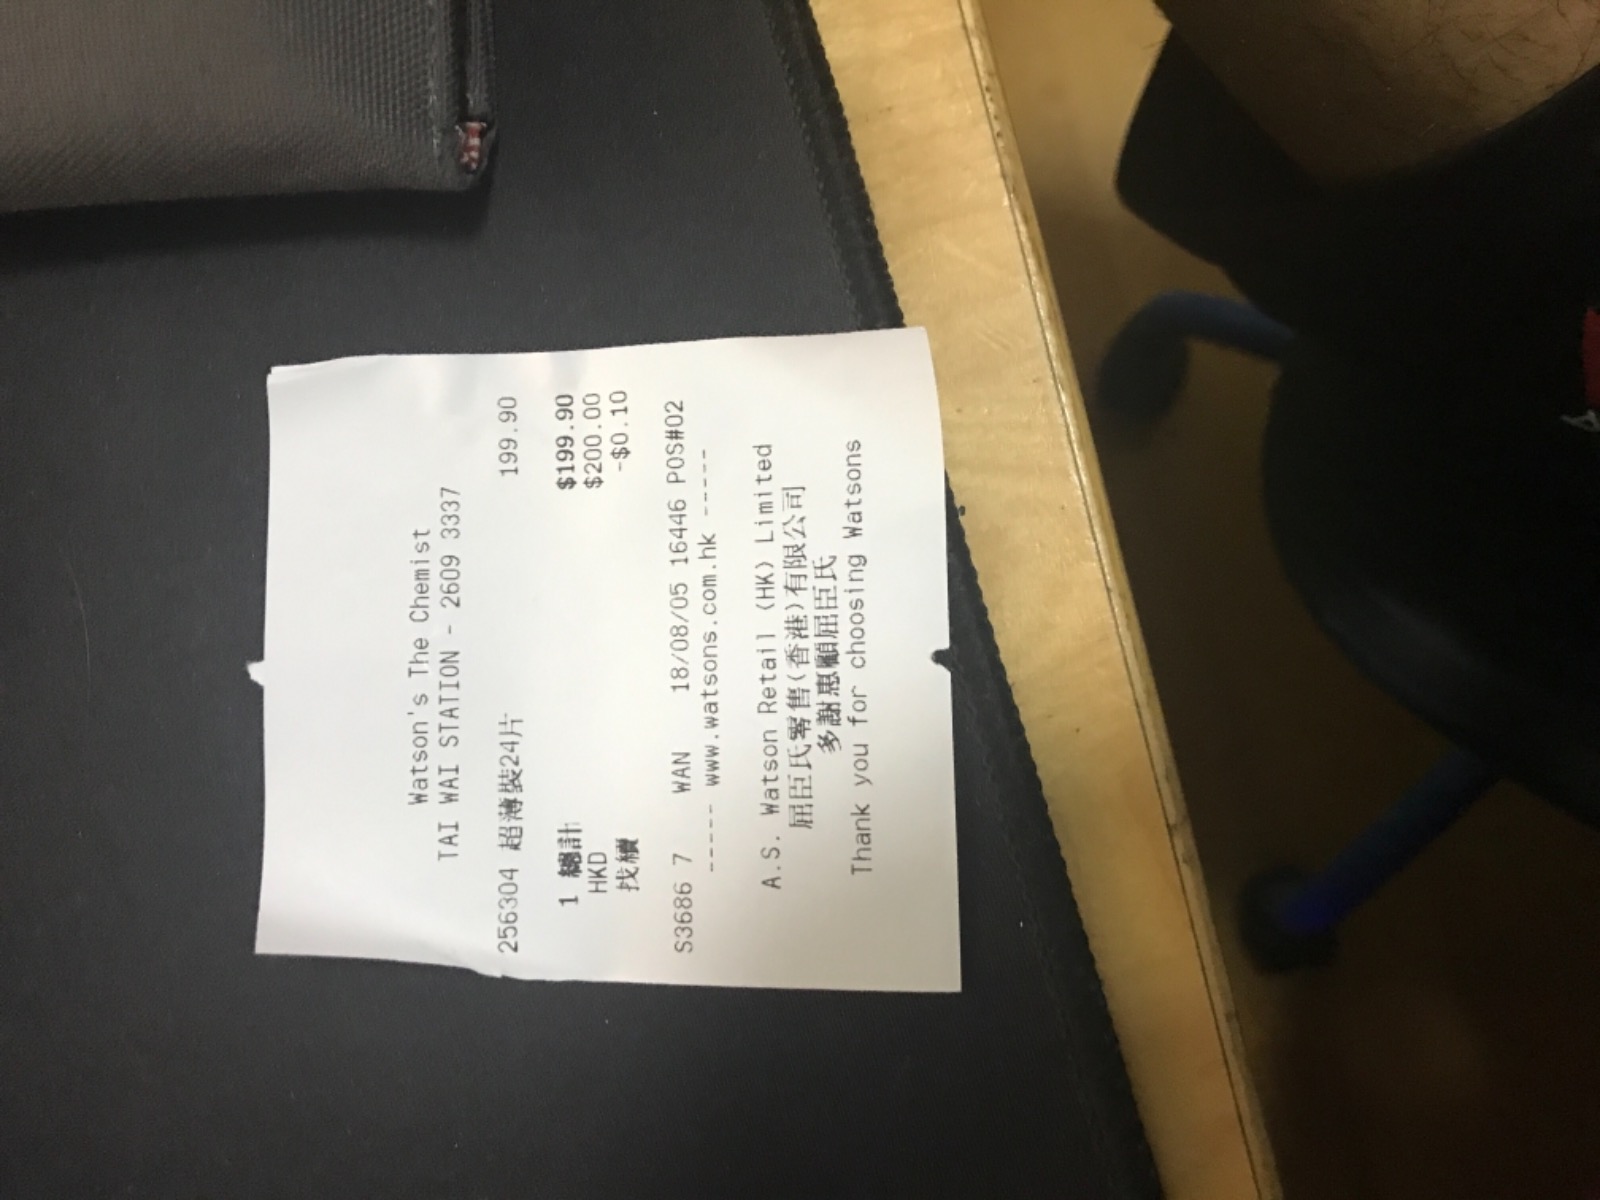 Watson's The Chemist
TAI WAI STATION - 2609 3337
256304 超薄裝24片 199.90
1 總計 $199.90
HKD $200.00
找續 -$0.10
S3686 7 WAN 18/08/05 16446 POS#02
----- www.watsons.com.hk -----
A.S. Watson Retail (HK) Limited
屈臣氏零售(香港)有限公司
多謝惠顧屈臣氏
Thank you for choosing Watsons